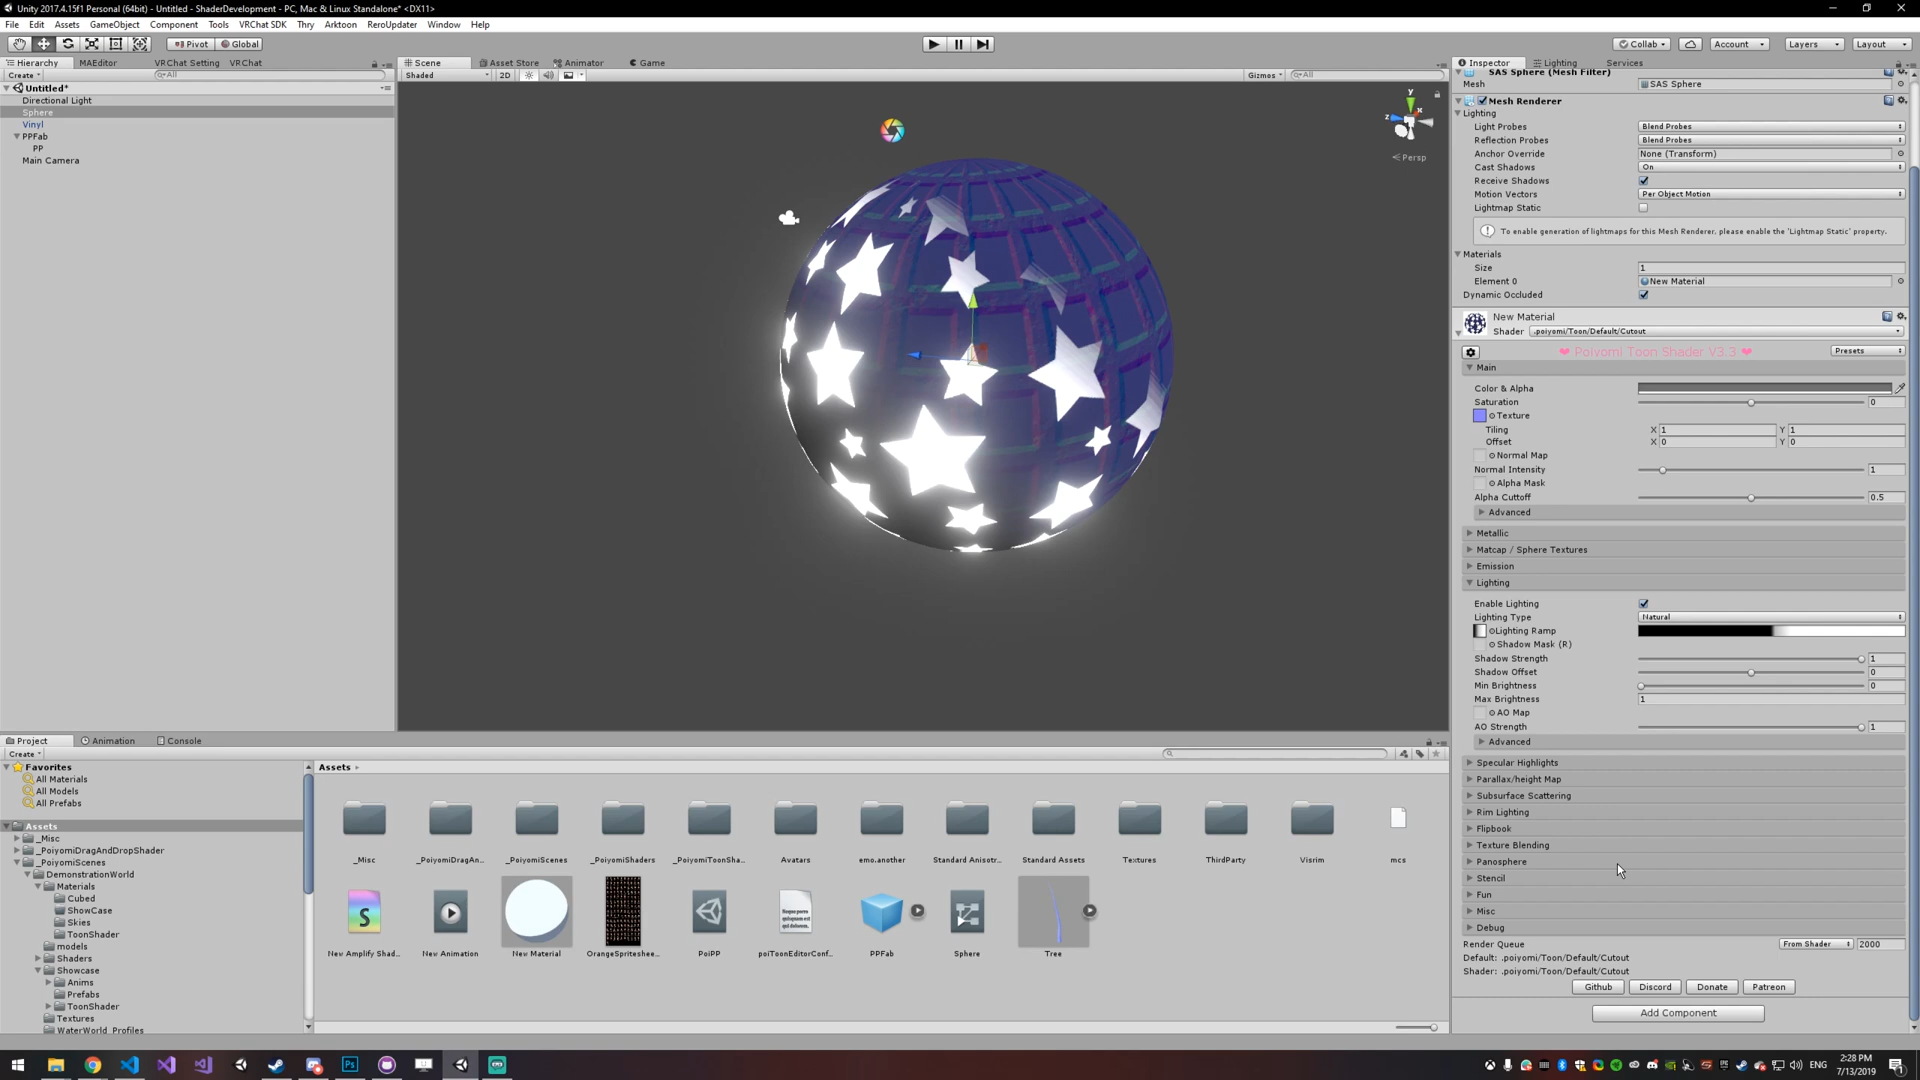 Unity 2017.4.15f1 Personal (64bit) - Untitled - ShaderDevelopment - PC, Mac & Linux Standalone* <DX11>
File Edit Assets GameObject Component Tools VRChat SDK Thry Arktoon ReroUpdater Window Help
Pivot Global Collab Account Layers Layout
Hierarchy MAEditor VRChat Setting VRChat
Create All
Untitled*
Directional Light
Sphere
Vinyl
PPFab
PP
Main Camera
Scene Asset Store Animator Game
Shaded 2D Gizmos All
y
x
z
Persp
Inspector Lighting Services
SAS Sphere (Mesh Filter)
Mesh SAS Sphere
Mesh Renderer
Lighting
Light Probes Blend Probes
Reflection Probes Blend Probes
Anchor Override None (Transform)
Cast Shadows On
Receive Shadows
Motion Vectors Per Object Motion
Lightmap Static
To enable generation of lightmaps for this Mesh Renderer, please enable the 'Lightmap Static' property.
Materials
Size 1
Element 0 New Material
Dynamic Occluded
New Material
Shader .poiyomi/Toon/Default/Cutout
❤ Poiyomi Toon Shader V3.3 ❤ Presets
Main
Color & Alpha
Saturation 0
Texture
Tiling X 1 Y 1
Offset X 0 Y 0
Normal Map
Normal Intensity 1
Alpha Mask
Alpha Cuttoff 0.5
Advanced
Metallic
Matcap / Sphere Textures
Emission
Lighting
Enable Lighting
Lighting Type Natural
Lighting Ramp
Shadow Mask (R)
Shadow Strength 1
Shadow Offset 0
Min Brightness 0
Max Brightness 1
AO Map
AO Strength 1
Advanced
Specular Highlights
Parallax/height Map
Subsurface Scattering
Rim Lighting
Flipbook
Texture Blending
Panosphere
Stencil
Fun
Misc
Debug
Render Queue From Shader 2000
Default: .poiyomi/Toon/Default/Cutout
Shader: .poiyomi/Toon/Default/Cutout
Github Discord Donate Patreon
Add Component
Project Animation Console
Create
Favorites
All Materials
All Models
All Prefabs
Assets
_Misc
_PoiyomiDragAndDropShader
_PoiyomiScenes
DemonstrationWorld
Materials
Cubed
ShowCase
Skies
ToonShader
models
Shaders
Showcase
Anims
Prefabs
ToonShader
Textures
WaterWorld_Profiles
Assets
_Misc _PoiyomiDragAn... _PoiyomiScenes _PoiyomiShaders _PoiyomiToonSha... Avatars emo.another Standard Anisotr... Standard Assets Textures ThirdParty Visrim mcs
New Amplify Shad... New Animation New Material OrangeSpriteshee... PoiPP poiToonEditorConf... PPFab Sphere Tree
ENG
2:28 PM
7/13/2019